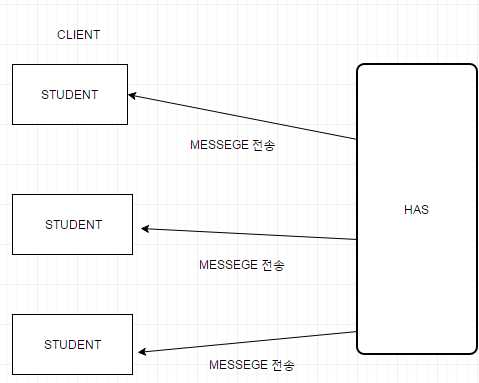 CLIENT
STUDENT
MESSEGE 전송
HAS
STUDENT
MESSEGE 전송
STUDENT
MESSEGE 전송